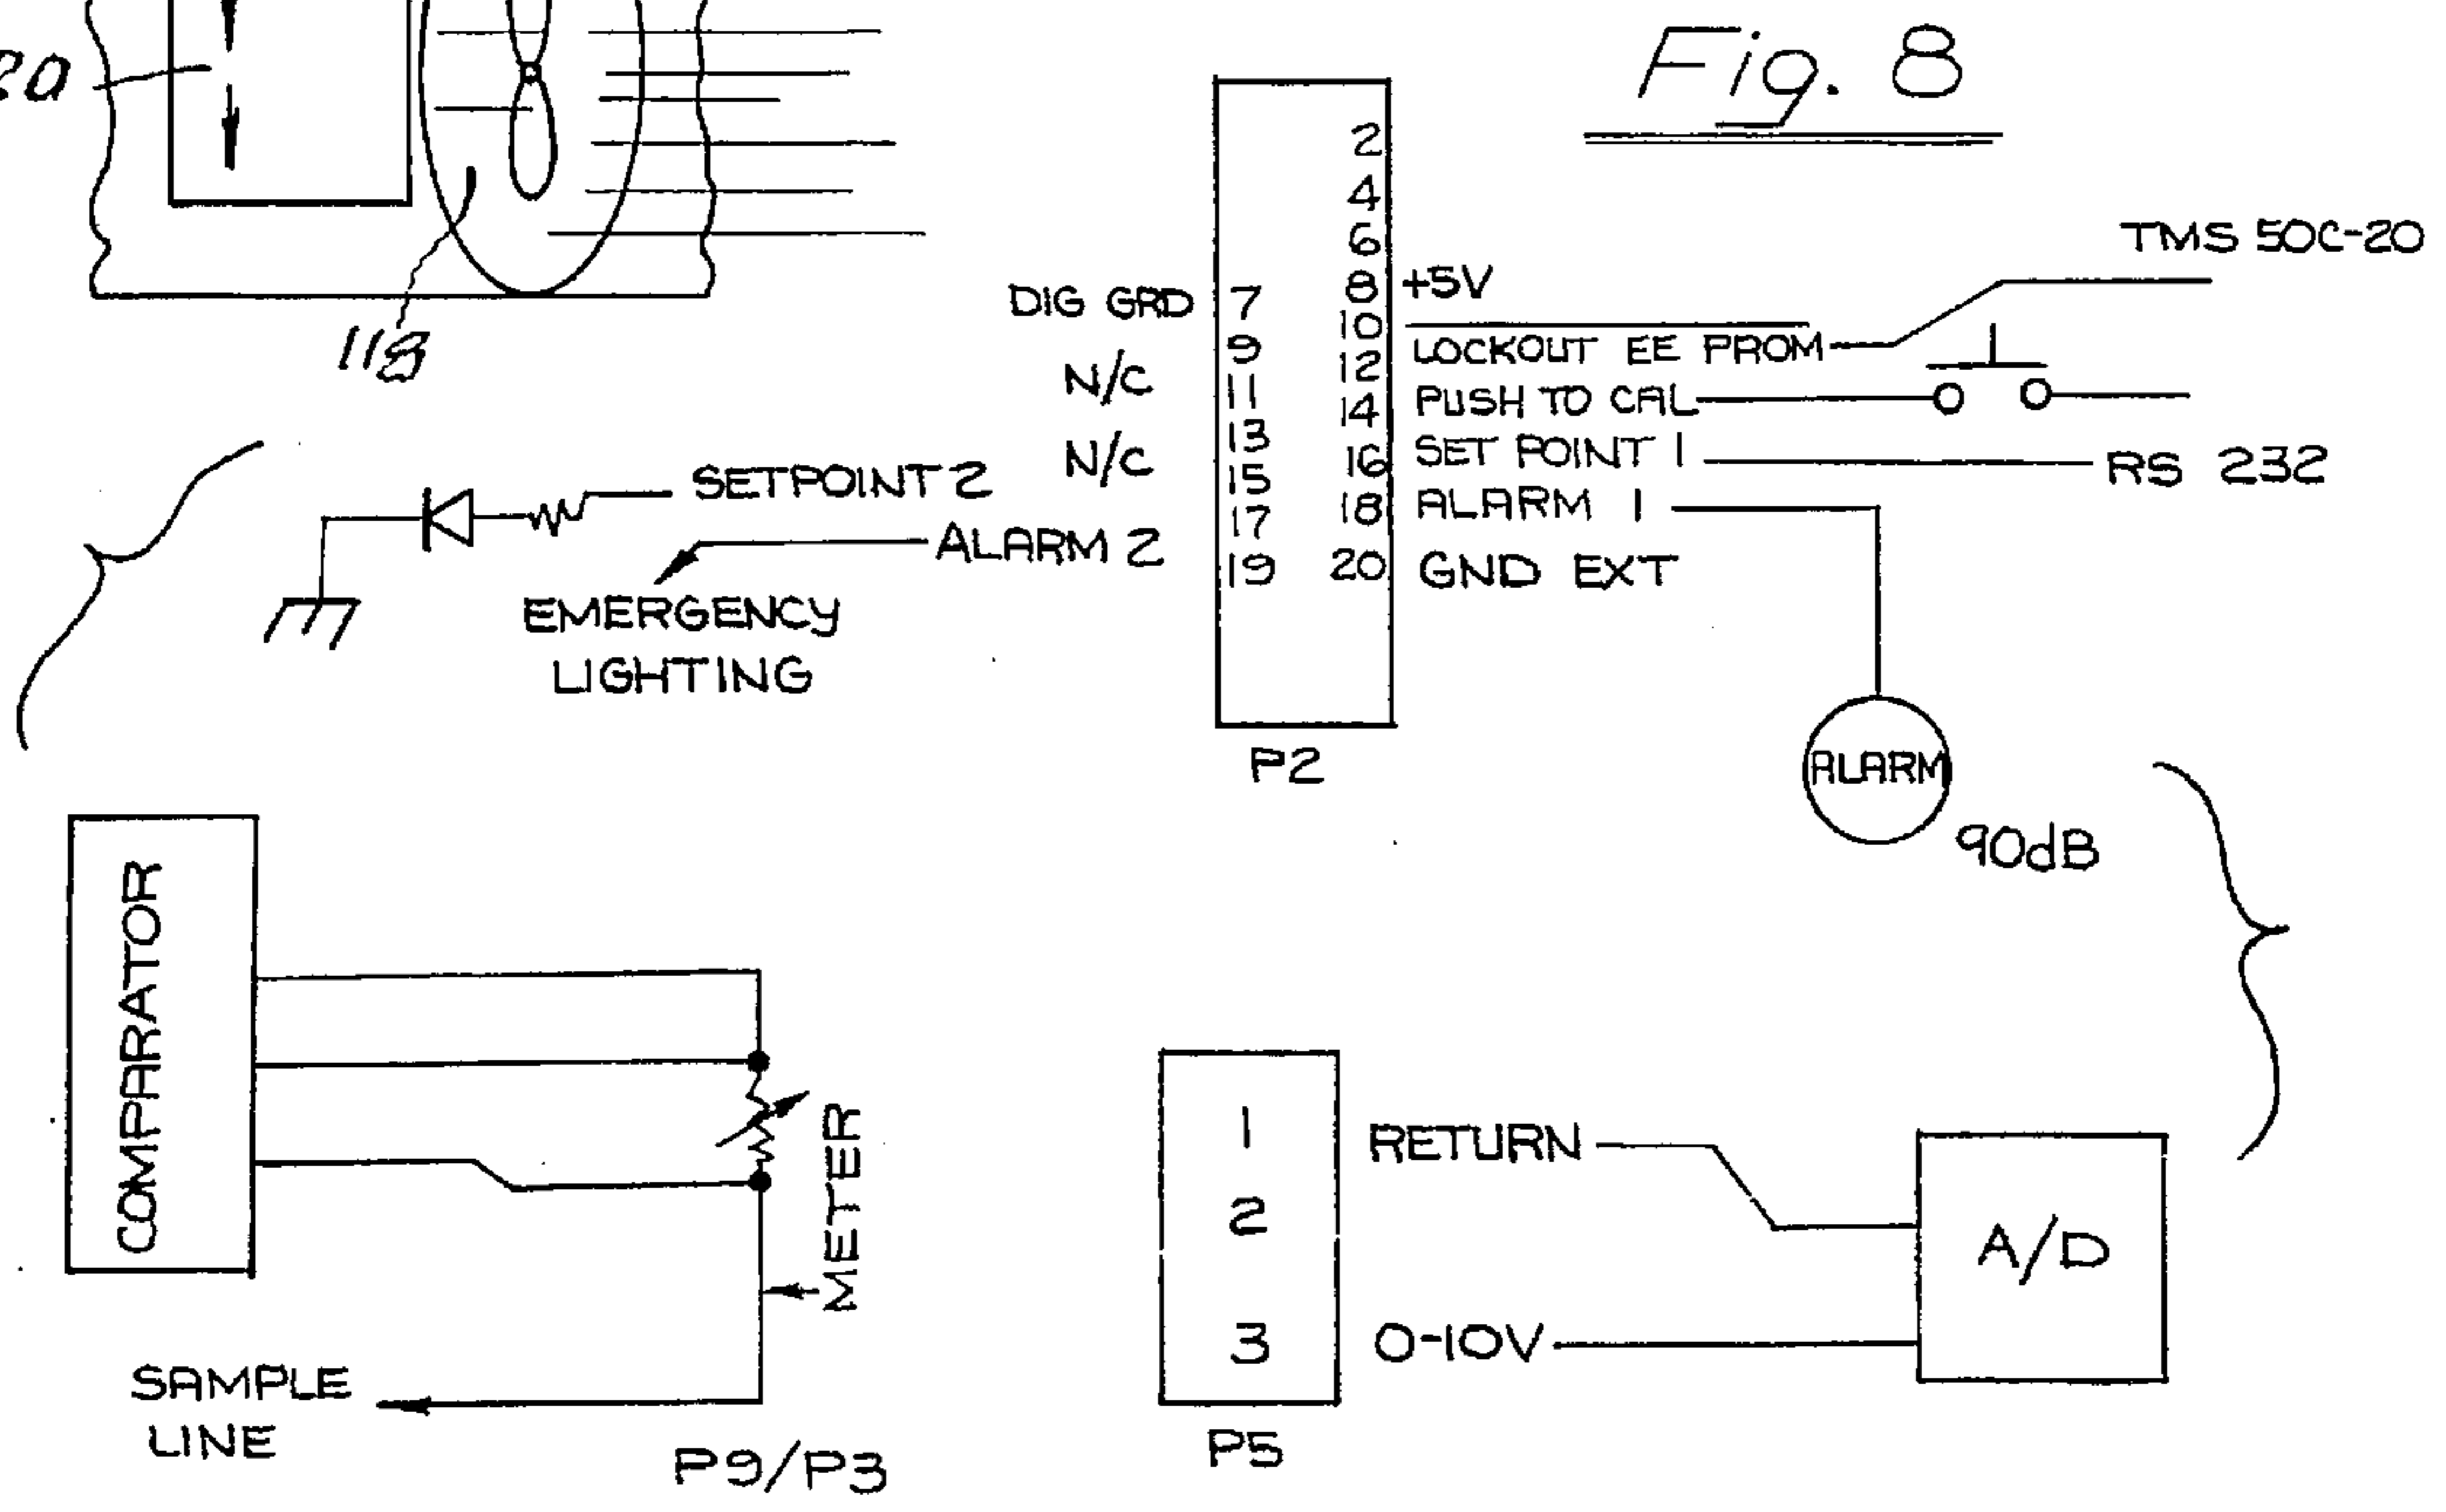 Fig. 8
118
2
4
6
8 +5V
10
12 LOCKOUT EE PROM
14 PUSH TO CAL
16 SET POINT 1
18 ALARM 1
20 GND EXT
TMS 50C-20
RS 232
DIG GRD 7
9
N/C 11
13
N/C 15
17
19
SETPOINT 2
ALARM 2
EMERGENCY
LIGHTING
P2
ALARM
90dB
COMPARATOR
METER
SAMPLE
LINE
P9/P3
1 RETURN
2
3 0-10V
A/D
P5